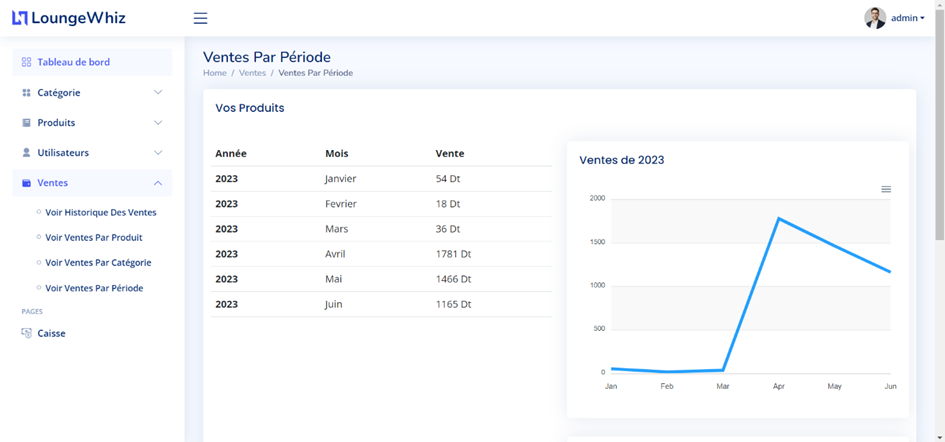 LoungeWhiz
admin
Tableau de bord
Catégorie
Produits
Utilisateurs
Ventes
Voir Historique Des Ventes
Voir Ventes Par Produit
Voir Ventes Par Catégorie
Voir Ventes Par Période
PAGES
Caisse
Ventes Par Période
Home / Ventes / Ventes Par Période
Vos Produits
Année Mois Vente
2023 Janvier 54 Dt
2023 Fevrier 18 Dt
2023 Mars 36 Dt
2023 Avril 1781 Dt
2023 Mai 1466 Dt
2023 Juin 1165 Dt
Ventes de 2023
2000
1500
1000
500
0
Jan Feb Mar Apr May Jun